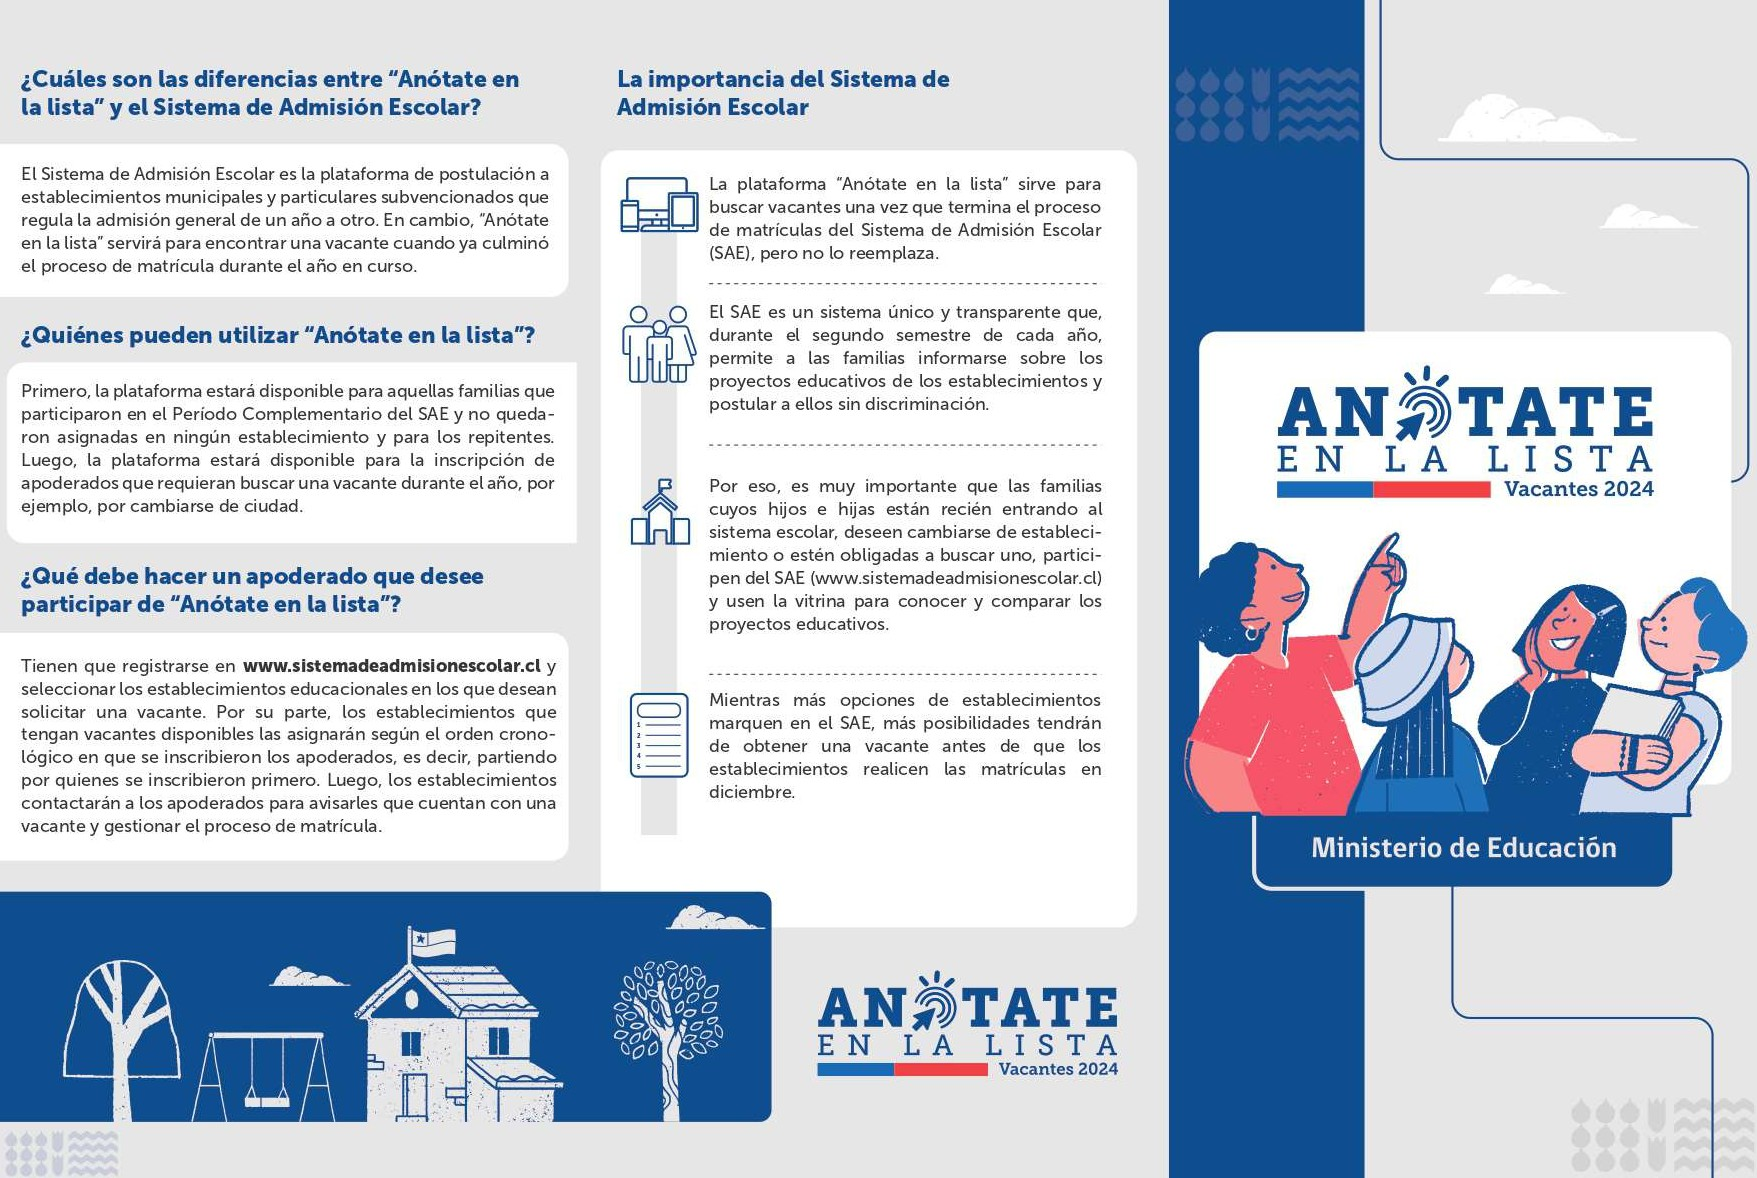 ¿Cuáles son las diferencias entre “Anótate en
la lista” y el Sistema de Admisión Escolar?
El Sistema de Admisión Escolar es la plataforma de postulación a
establecimientos municipales y particulares subvencionados que
regula la admisión general de un año a otro. En cambio, “Anótate
en la lista” servirá para encontrar una vacante cuando ya culminó
el proceso de matrícula durante el año en curso.
¿Quiénes pueden utilizar “Anótate en la lista”?
Primero, la plataforma estará disponible para aquellas familias que
participaron en el Período Complementario del SAE y no queda-
ron asignadas en ningún establecimiento y para los repitentes.
Luego, la plataforma estará disponible para la inscripción de
apoderados que requieran buscar una vacante durante el año, por
ejemplo, por cambiarse de ciudad.
¿Qué debe hacer un apoderado que desee
participar de “Anótate en la lista”?
Tienen que registrarse en www.sistemadeadmisionescolar.cl y
seleccionar los establecimientos educacionales en los que desean
solicitar una vacante. Por su parte, los establecimientos que
tengan vacantes disponibles las asignarán según el orden crono-
lógico en que se inscribieron los apoderados, es decir, partiendo
por quienes se inscribieron primero. Luego, los establecimientos
contactarán a los apoderados para avisarles que cuentan con una
vacante y gestionar el proceso de matrícula.
La importancia del Sistema de
Admisión Escolar
La plataforma “Anótate en la lista” sirve para
buscar vacantes una vez que termina el proceso
de matrículas del Sistema de Admisión Escolar
(SAE), pero no lo reemplaza.
El SAE es un sistema único y transparente que,
durante el segundo semestre de cada año,
permite a las familias informarse sobre los
proyectos educativos de los establecimientos y
postular a ellos sin discriminación.
Por eso, es muy importante que las familias
cuyos hijos e hijas están recién entrando al
sistema escolar, deseen cambiarse de estableci-
miento o estén obligadas a buscar uno, partici-
pen del SAE (www.sistemadeadmisionescolar.cl)
y usen la vitrina para conocer y comparar los
proyectos educativos.
1
2
3
4
5
Mientras más opciones de establecimientos
marquen en el SAE, más posibilidades tendrán
de obtener una vacante antes de que los
establecimientos realicen las matrículas en
diciembre.
ANÓTATE
EN LA LISTA
Vacantes 2024
ANÓTATE
EN LA LISTA
Vacantes 2024
Ministerio de Educación